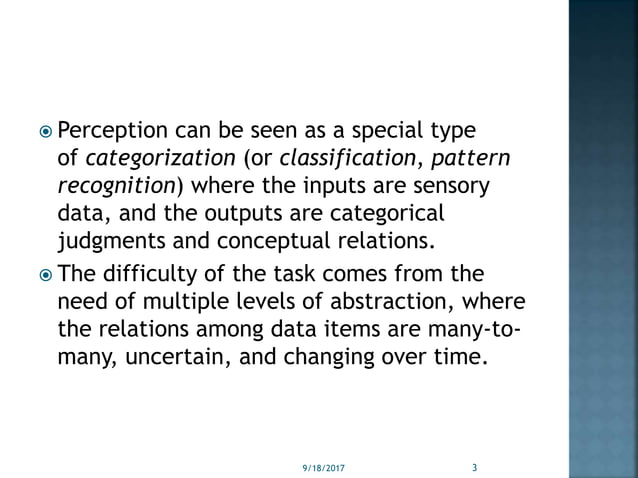 Perception can be seen as a special type
of categorization (or classification, pattern
recognition) where the inputs are sensory
data, and the outputs are categorical
judgments and conceptual relations.
The difficulty of the task comes from the
need of multiple levels of abstraction, where
the relations among data items are many-to-
many, uncertain, and changing over time.
9/18/2017 3